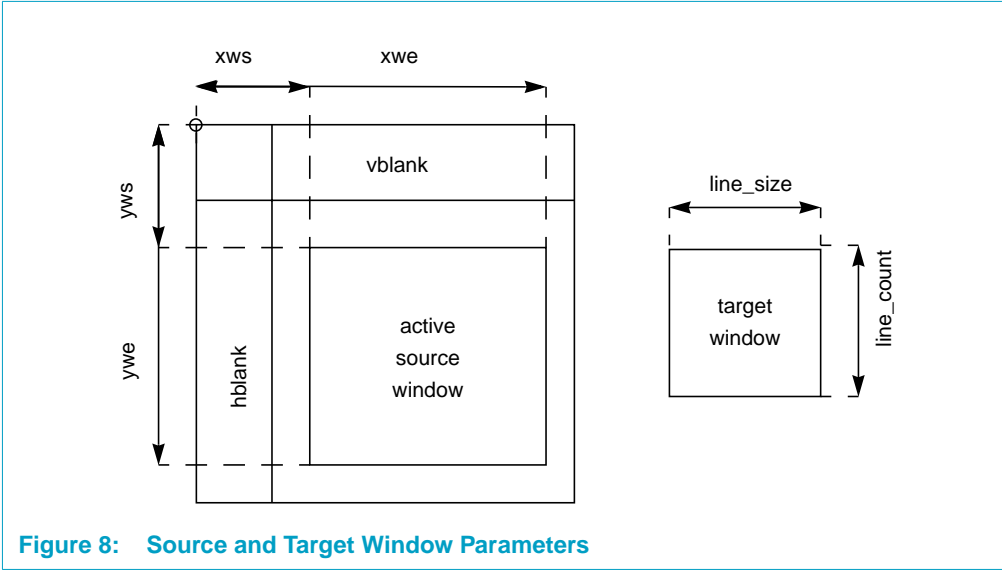 xws
xwe
vblank
yws
line_size
line_count
target
window
active
source
window
ywe
hblank
Figure 8: Source and Target Window Parameters